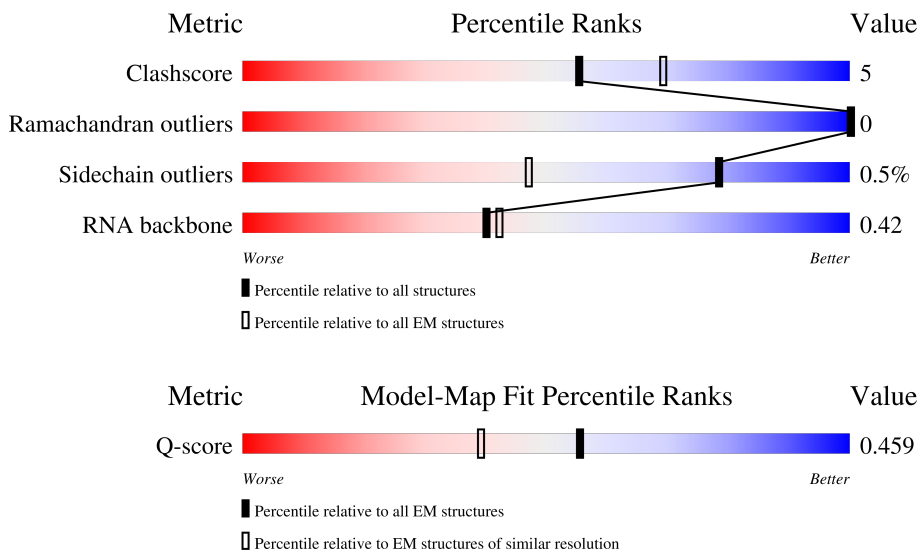 Metric Percentile Ranks Value
Clashscore 5
Ramachandran outliers 0
Sidechain outliers 0.5%
RNA backbone 0.42
Worse Better
Percentile relative to all structures
Percentile relative to all EM structures
Metric Model-Map Fit Percentile Ranks Value
Q-score 0.459
Worse Better
Percentile relative to all EM structures
Percentile relative to EM structures of similar resolution